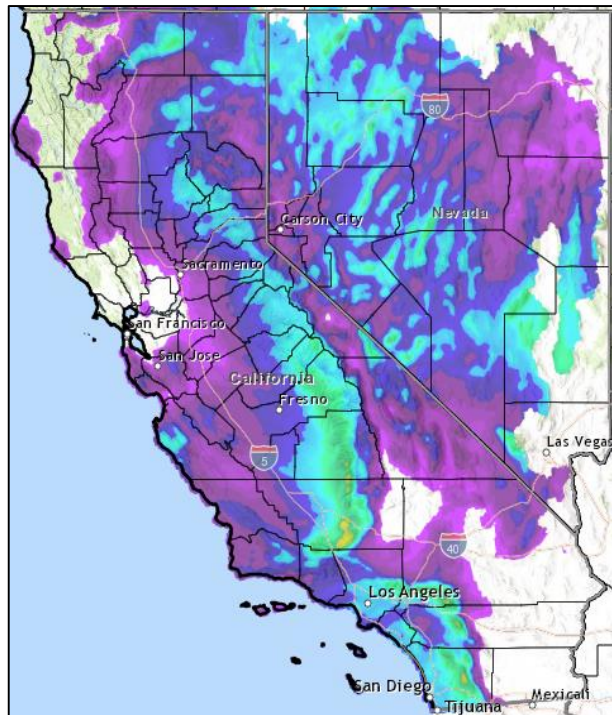 80
Carson City
Nevada
Sacramento
San Francisco
San Jose
California
Fresno
5
Las Vegas
40
Los Angeles
San Diego
Tijuana
Mexicali